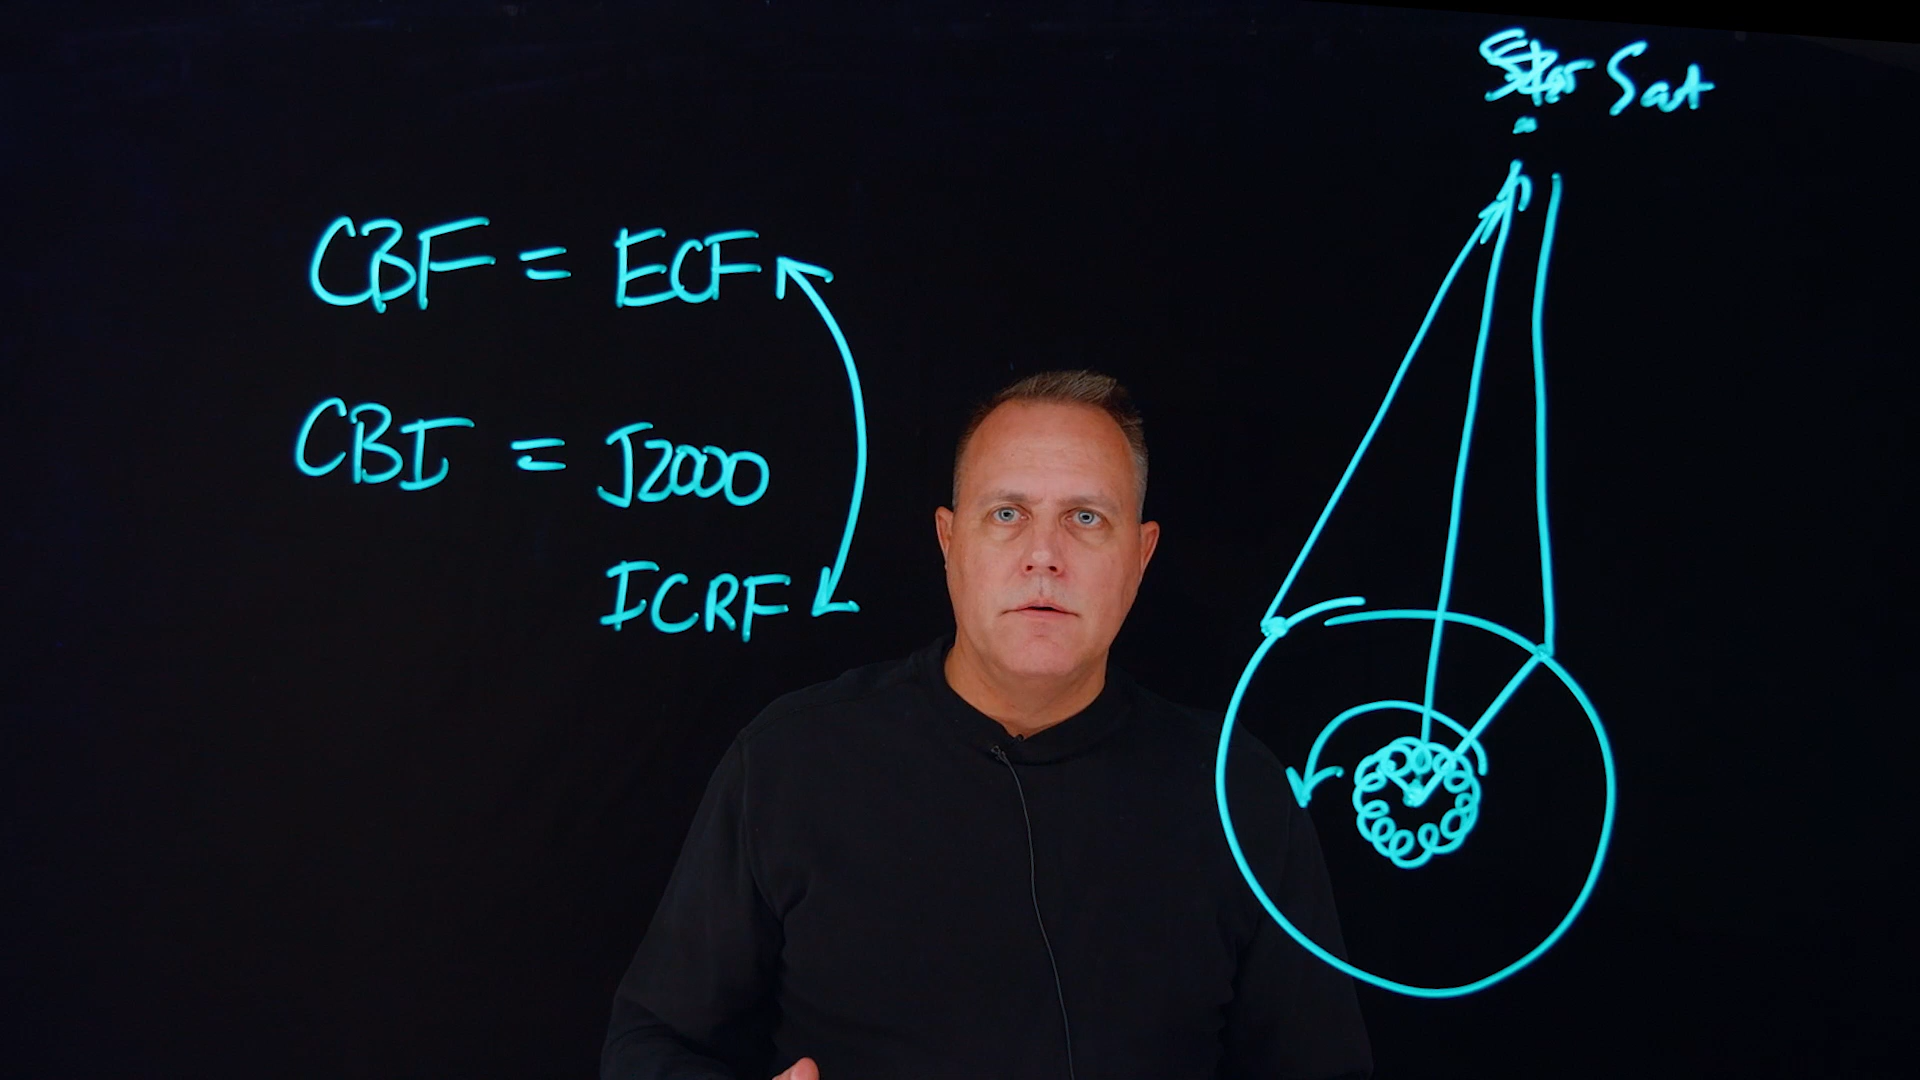 CBF = ECF
CBI = J2000
ICRF
Sat